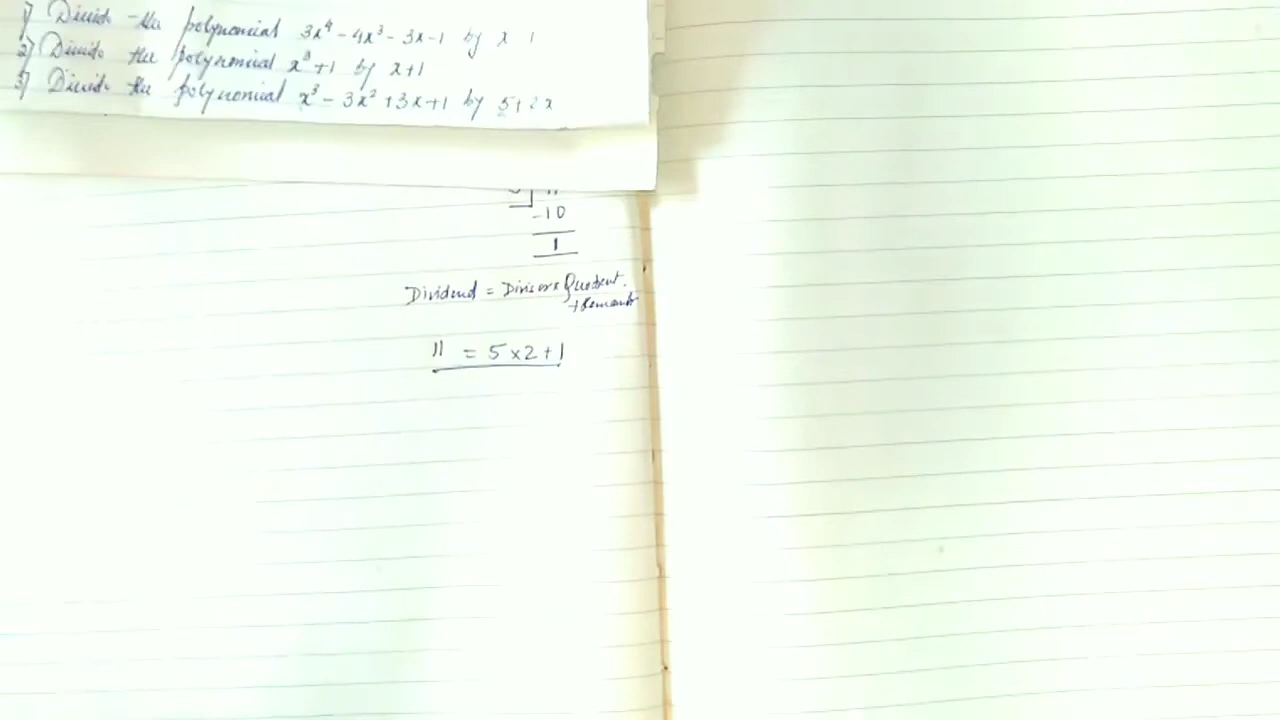 1) Divide the polynomial 3x⁴ - 4x³ - 3x - 1 by x 1
2) Divide the polynomial x³ + 1 by x + 1
3) Divide the polynomial x³ - 3x² + 3x + 1 by 5 + 2x
-10
1
Dividend = Divisor x Quotient
+ Remainder
11 = 5 x 2 + 1